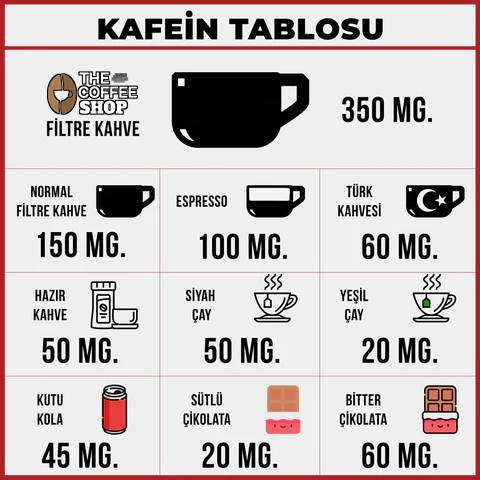 KAFEİN TABLOSU
THE
COFFEE
SHOP
FİLTRE KAHVE
350 MG.
NORMAL
FİLTRE KAHVE
150 MG.
ESPRESSO
100 MG.
TÜRK
KAHVESİ
60 MG.
HAZIR
KAHVE
50 MG.
SİYAH
ÇAY
50 MG.
YEŞİL
ÇAY
20 MG.
KUTU
KOLA
45 MG.
SÜTLÜ
ÇİKOLATA
20 MG.
BİTTER
ÇİKOLATA
60 MG.